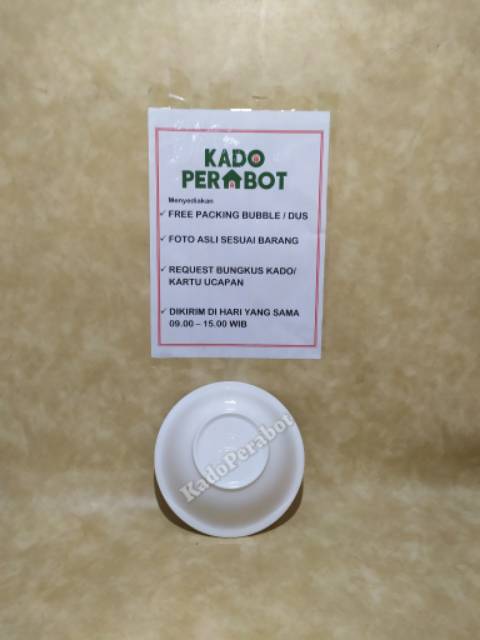 KADO
PERABOT
Menyediakan
✓ FREE PACKING BUBBLE / DUS
✓ FOTO ASLI SESUAI BARANG
✓ REQUEST BUNGKUS KADO/
KARTU UCAPAN
✓ DIKIRIM DI HARI YANG SAMA
09.00 – 15.00 WIB
KadoPerabot